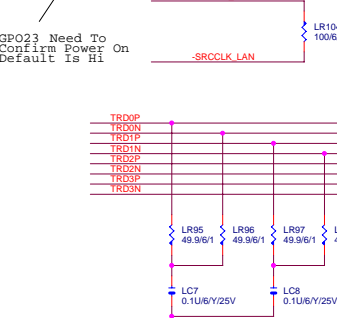 LR104
100/6/
GPO23 Need To
Confirm Power On
Default Is Hi
-SRCCLK_LAN
TRD0P
TRD0N
TRD1P
TRD1N
TRD2P
TRD2N
TRD3P
TRD3N
LR95
49.9/6/1
LR96
49.9/6/1
LR97
49.9/6/1
LC7
0.1U/6/Y/25V
LC8
0.1U/6/Y/25V